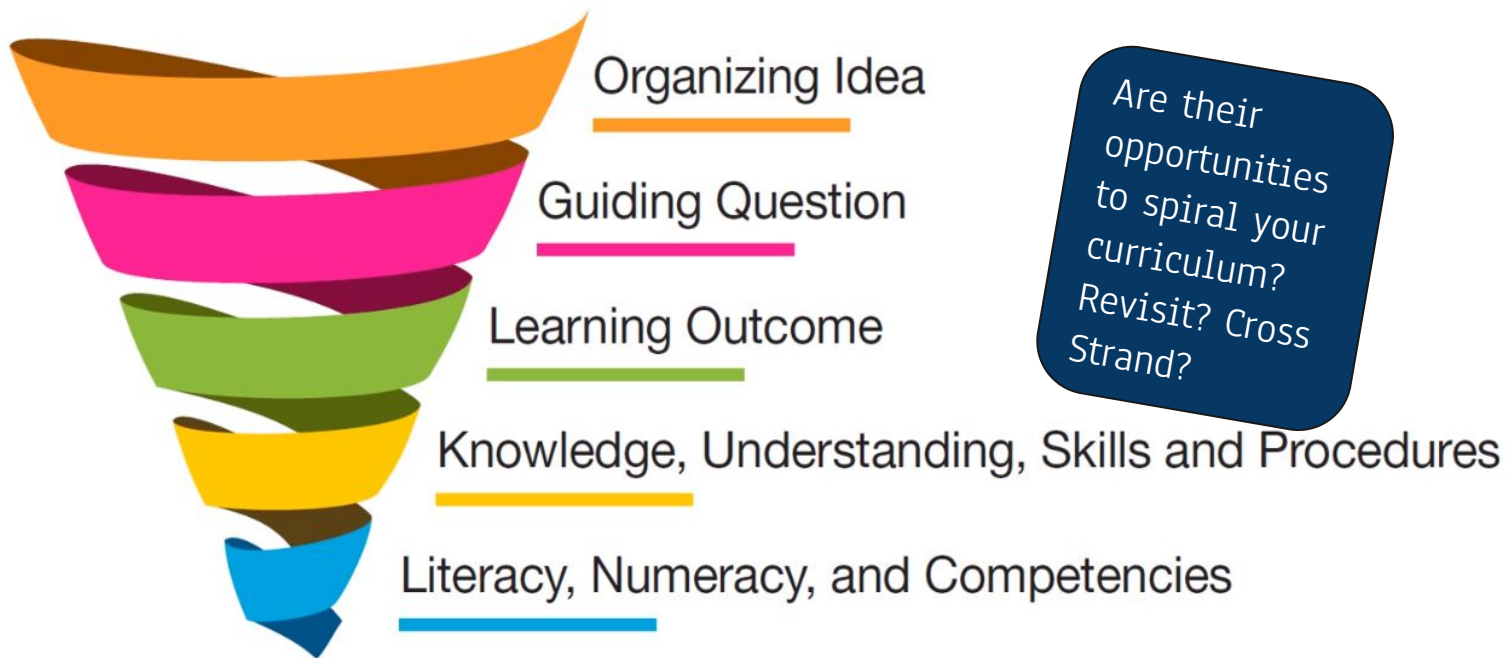 Organizing Idea
Guiding Question
Learning Outcome
Knowledge, Understanding, Skills and Procedures
Literacy, Numeracy, and Competencies
Are their
opportunities
to spiral your
curriculum?
Revisit? Cross
Strand?